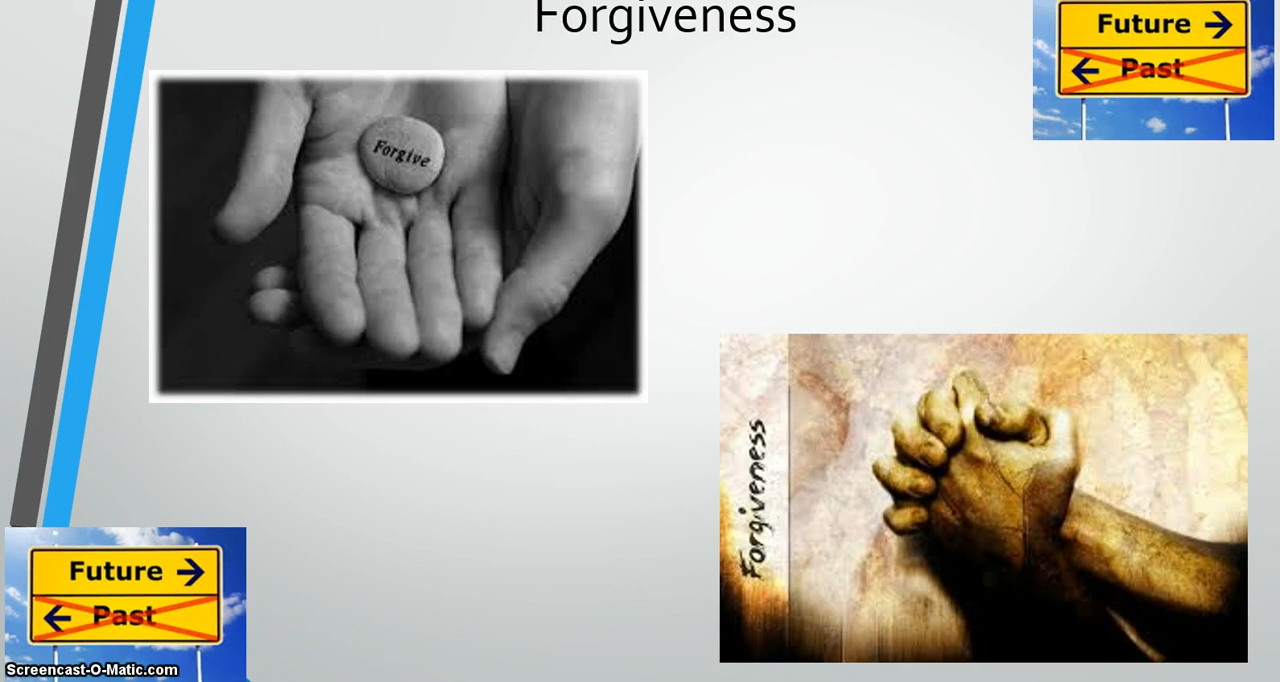 Forgiveness
Future
Past
Forgive
Forgiveness
Future
Past
Screencast-O-Matic.com